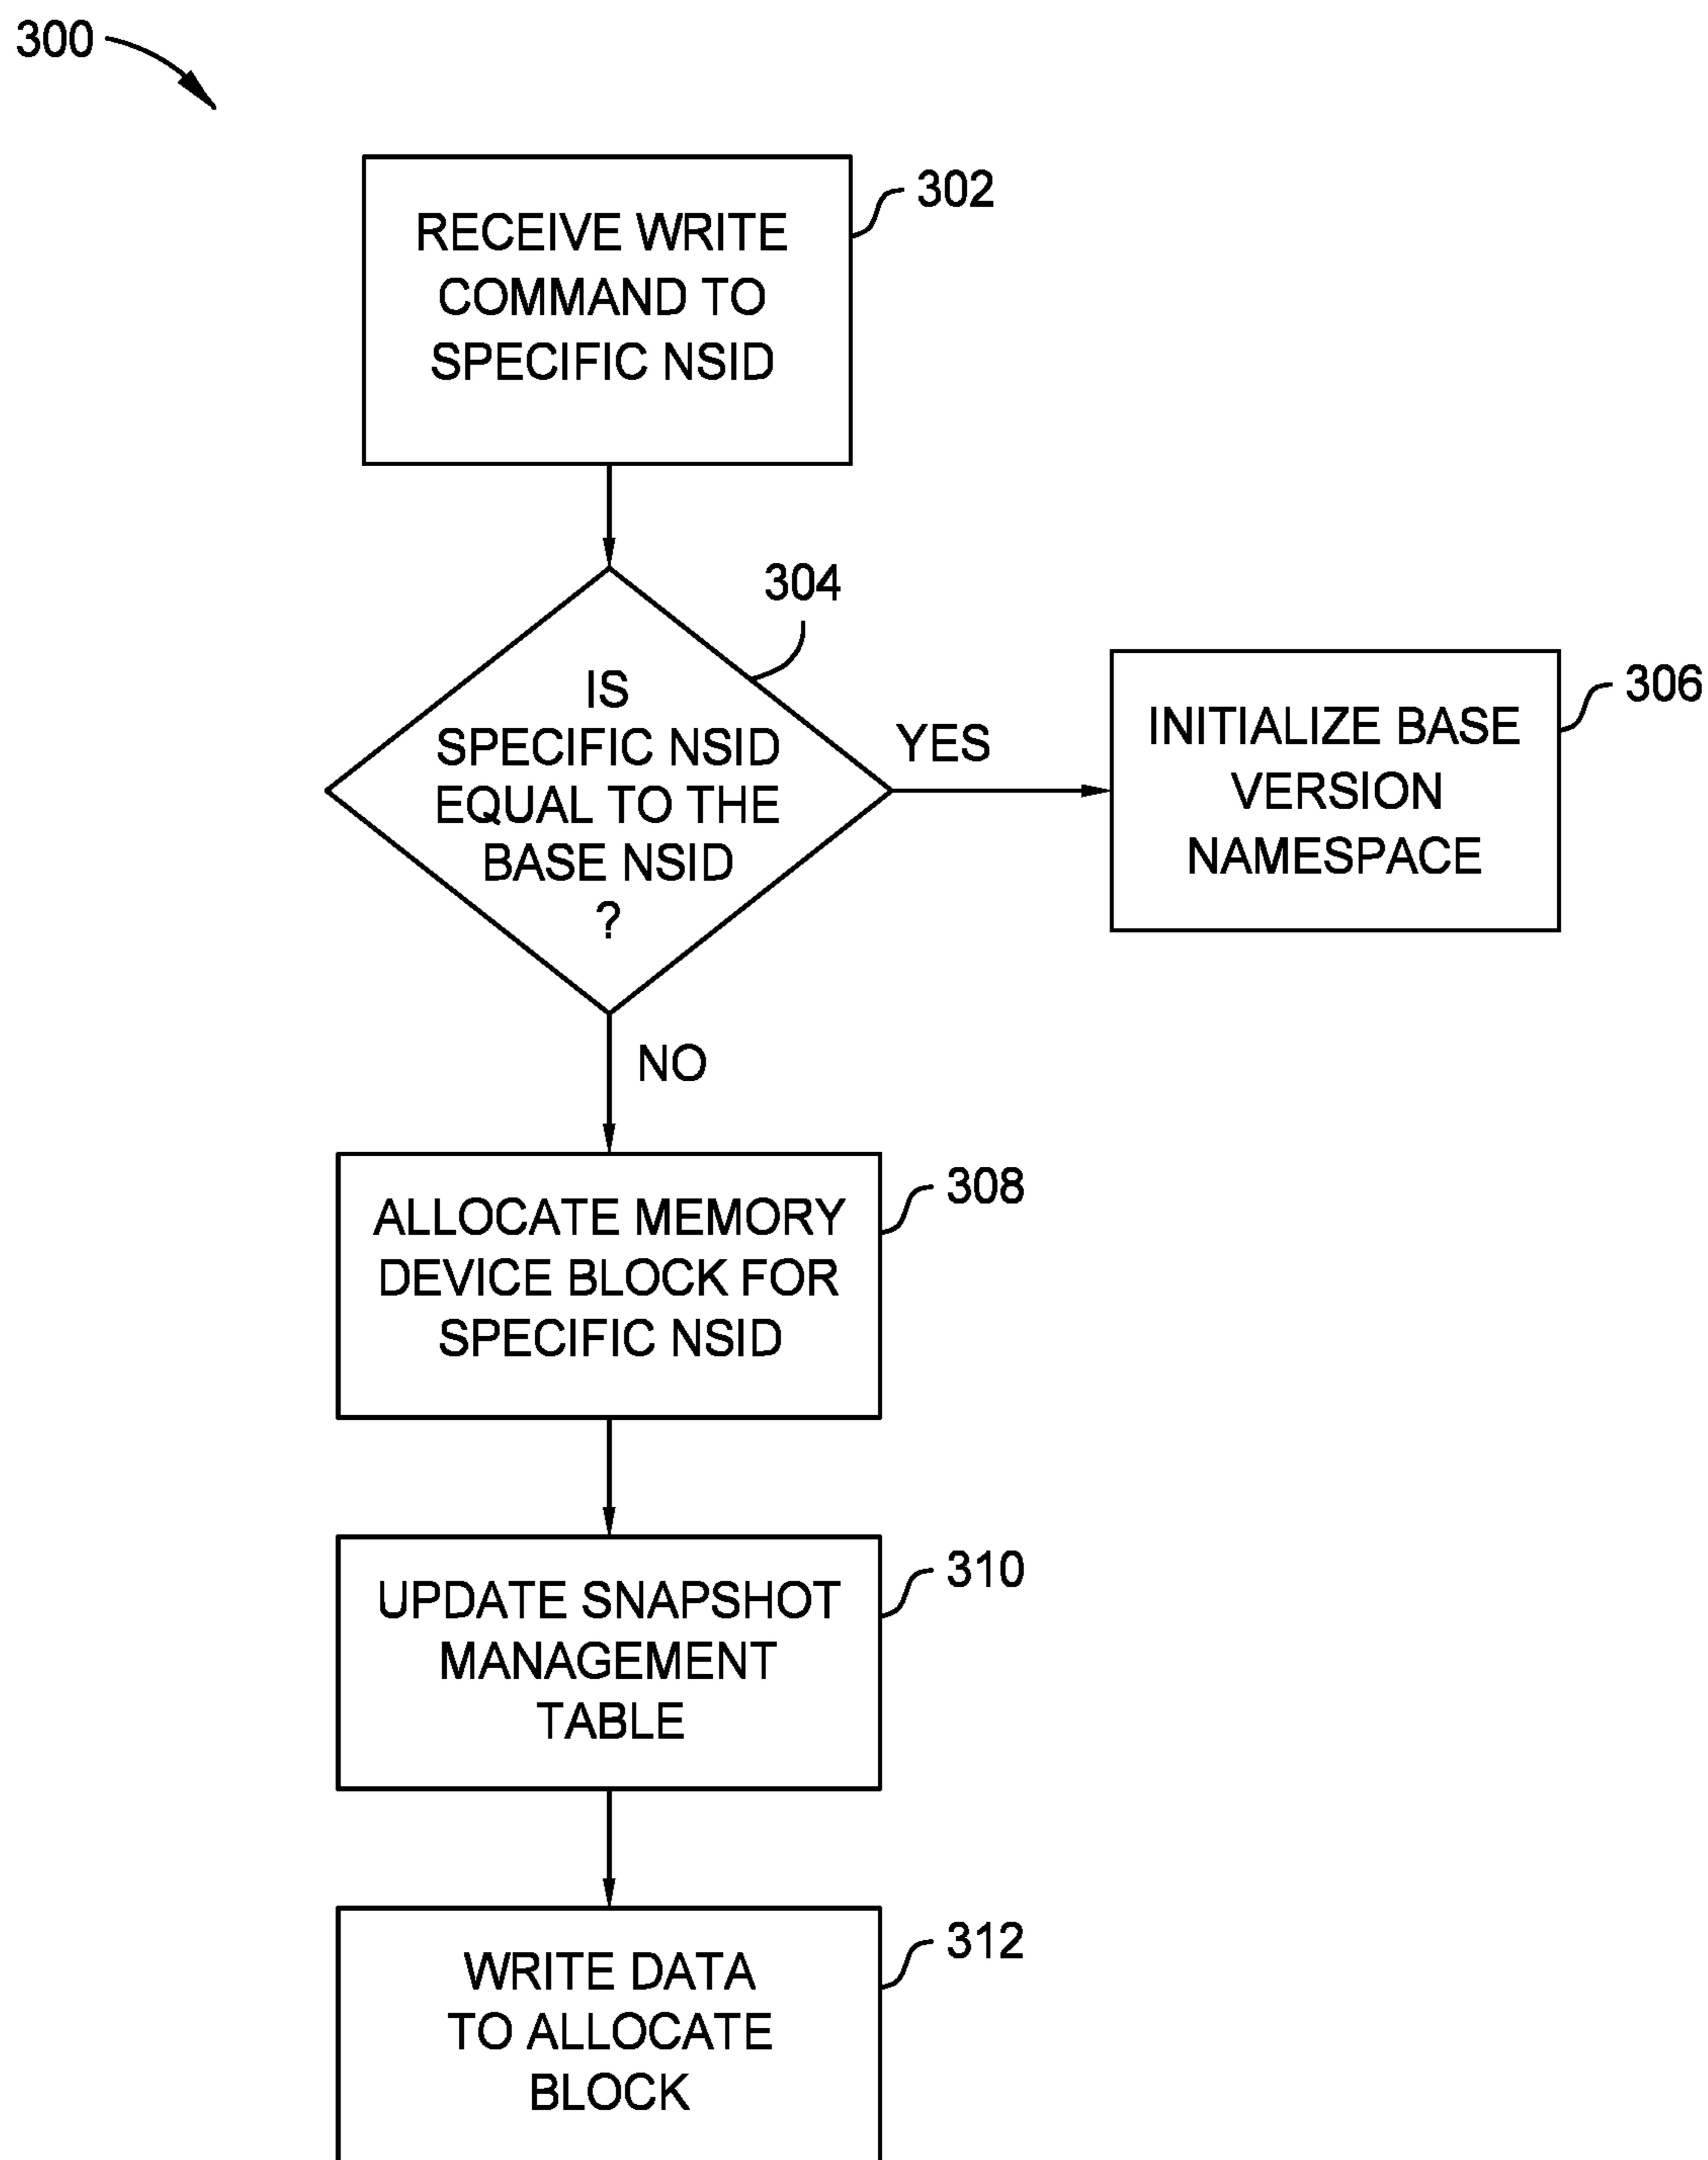 300
RECEIVE WRITE
COMMAND TO
SPECIFIC NSID
302
304
IS
SPECIFIC NSID
EQUAL TO THE
BASE NSID
?
YES
INITIALIZE BASE
VERSION
NAMESPACE
306
NO
ALLOCATE MEMORY
DEVICE BLOCK FOR
SPECIFIC NSID
308
UPDATE SNAPSHOT
MANAGEMENT
TABLE
310
WRITE DATA
TO ALLOCATE
BLOCK
312